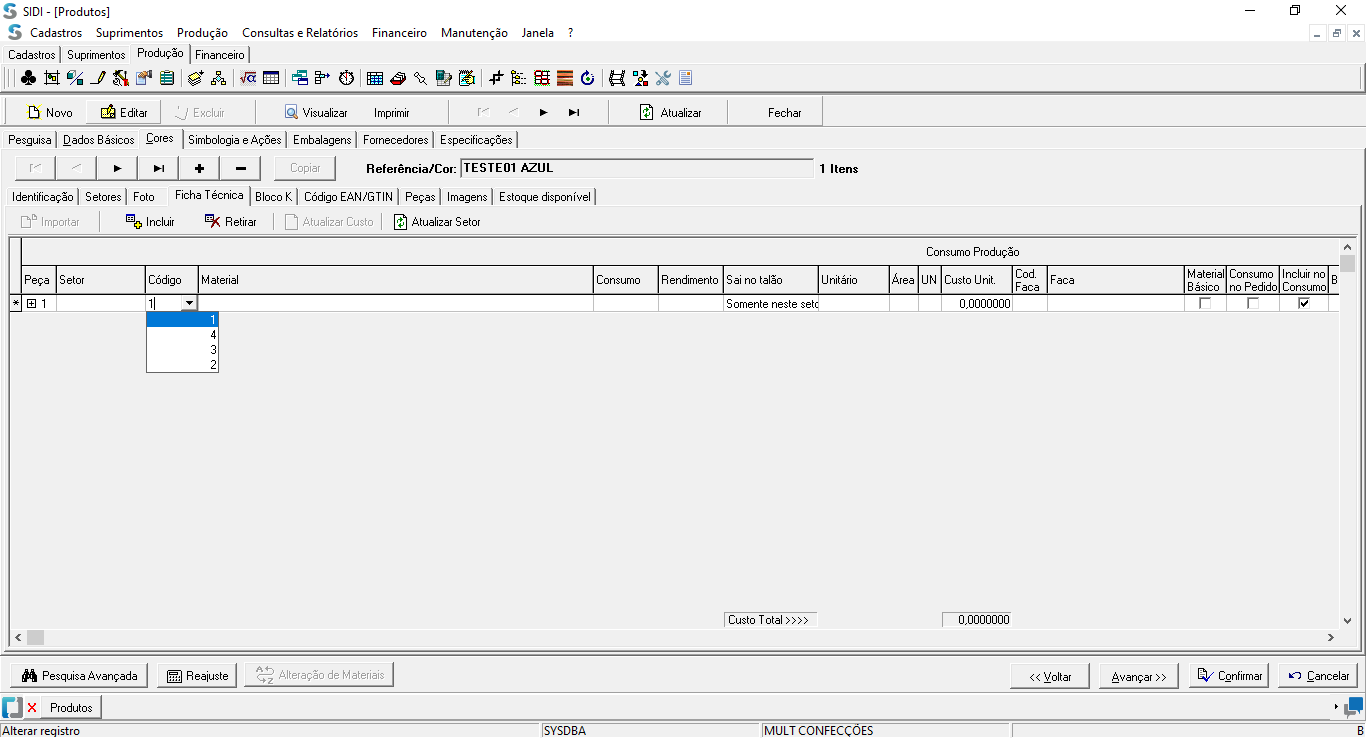 SIDI - [Produtos]
Cadastros Suprimentos Produção Consultas e Relatórios Financeiro Manutenção Janela ?
Cadastros Suprimentos Produção Financeiro
Novo Editar Excluir Visualizar Imprimir Atualizar Fechar
Pesquisa Dados Básicos Cores Simbologia e Ações Embalagens Fornecedores Especificações
Copiar Referência/Cor: TESTE01 AZUL 1 Itens
Identificação Setores Foto Ficha Técnica Bloco K Código EAN/GTIN Peças Imagens Estoque disponível
Importar Incluir Retirar Atualizar Custo Atualizar Setor
Consumo Produção
Peça Setor Código Material Consumo Rendimento Sai no talão Unitário Área UN Custo Unit. Cod. Faca Faca Material Básico Consumo no Pedido Incluir no Consumo B
* 1 1 Somente neste seto 0,0000000
1
4
3
2
Custo Total >>>> 0,0000000
Pesquisa Avançada Reajuste Alteração de Materiais << Voltar Avançar >> Confirmar Cancelar
Produtos
Alterar registro SYSDBA MULT CONFECÇÕES B